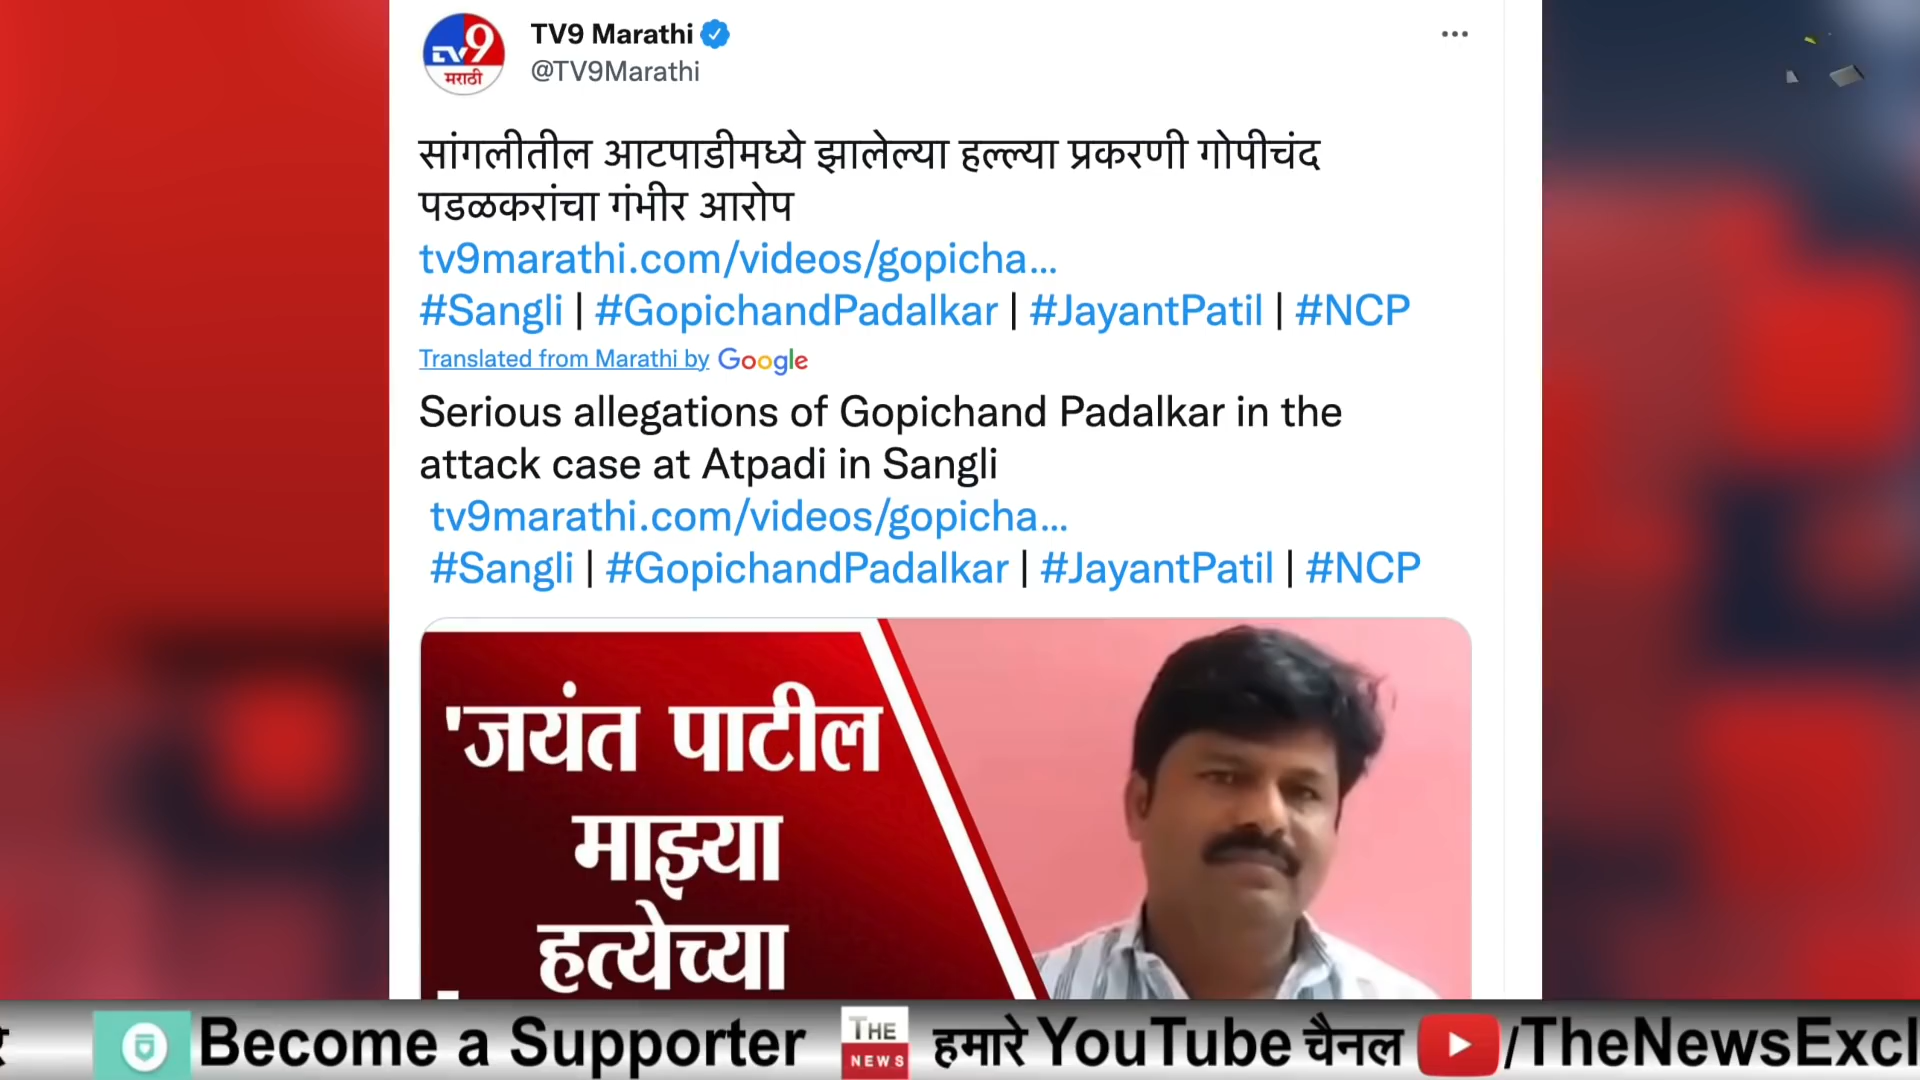 TV9 Marathi
@TV9Marathi
TV9
मराठी
सांगलीतील आटपाडीमध्ये झालेल्या हल्ल्या प्रकरणी गोपीचंद
पडळकरांचा गंभीर आरोप
tv9marathi.com/videos/gopicha...
#Sangli | #GopichandPadalkar | #JayantPatil | #NCP
Translated from Marathi by Google
Serious allegations of Gopichand Padalkar in the
attack case at Atpadi in Sangli
tv9marathi.com/videos/gopicha...
#Sangli | #GopichandPadalkar | #JayantPatil | #NCP
'जयंत पाटील
माझ्या
हत्येच्या
Become a Supporter THE NEWS हमारे YouTube चैनल /TheNewsExcl